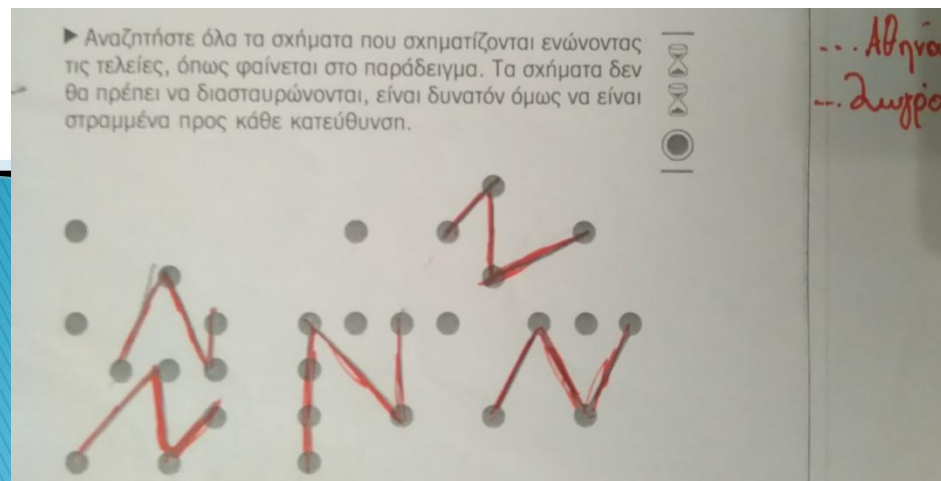 ► Αναζητήστε όλα τα σχήματα που σχηματίζονται ενώνοντας
τις τελείες, όπως φαίνεται στο παράδειγμα. Τα σχήματα δεν
θα πρέπει να διασταυρώνονται, είναι δυνατόν όμως να είναι
στραμμένα προς κάθε κατεύθυνση.
... Αθηνα